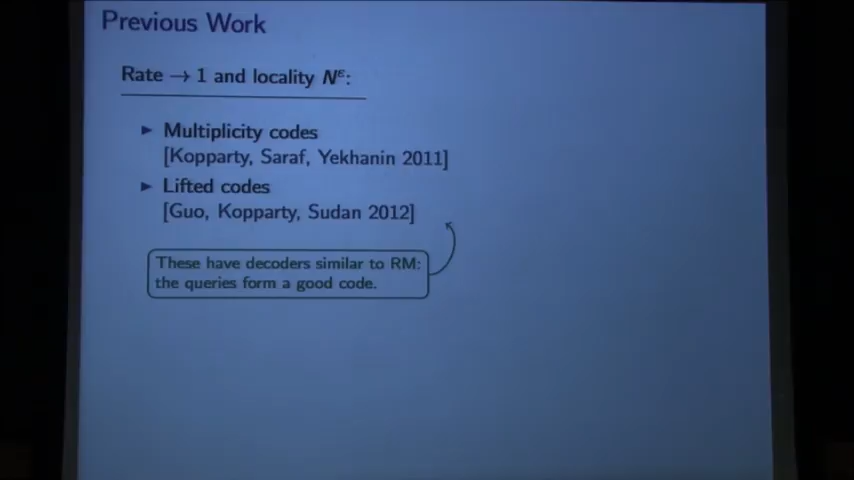 Previous Work
Rate → 1 and locality N^ε:
► Multiplicity codes
[Kopparty, Saraf, Yekhanin 2011]
► Lifted codes
[Guo, Kopparty, Sudan 2012]
These have decoders similar to RM:
the queries form a good code.